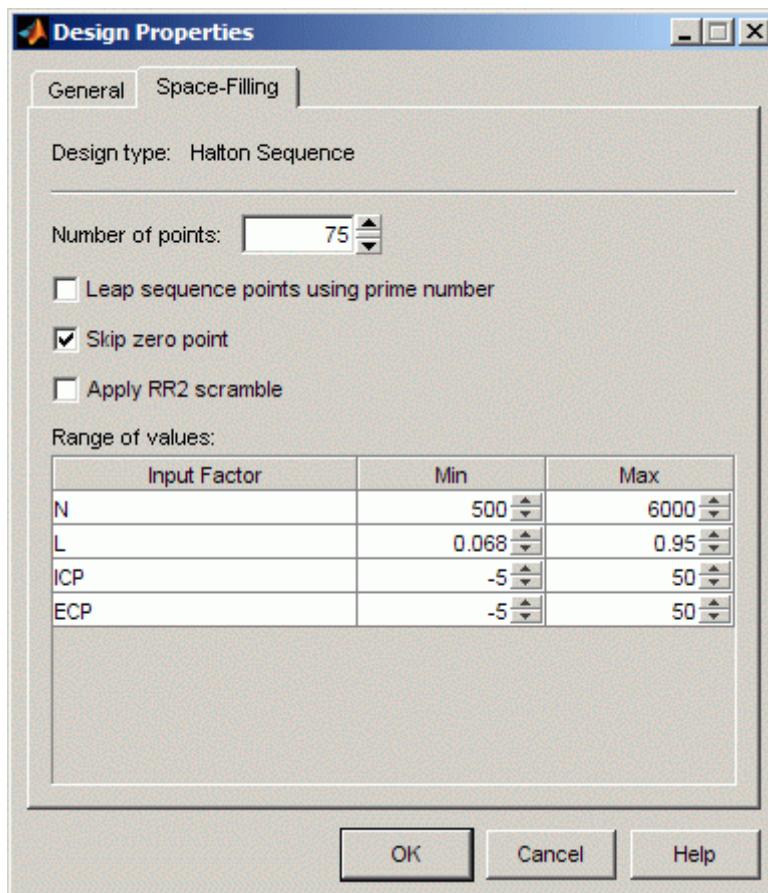 Design Properties
General Space-Filling
Design type: Halton Sequence
Number of points: 75
Leap sequence points using prime number
Skip zero point
Apply RR2 scramble
Range of values:
Input Factor Min Max
N 500 6000
L 0.068 0.95
ICP -5 50
ECP -5 50
OK Cancel Help